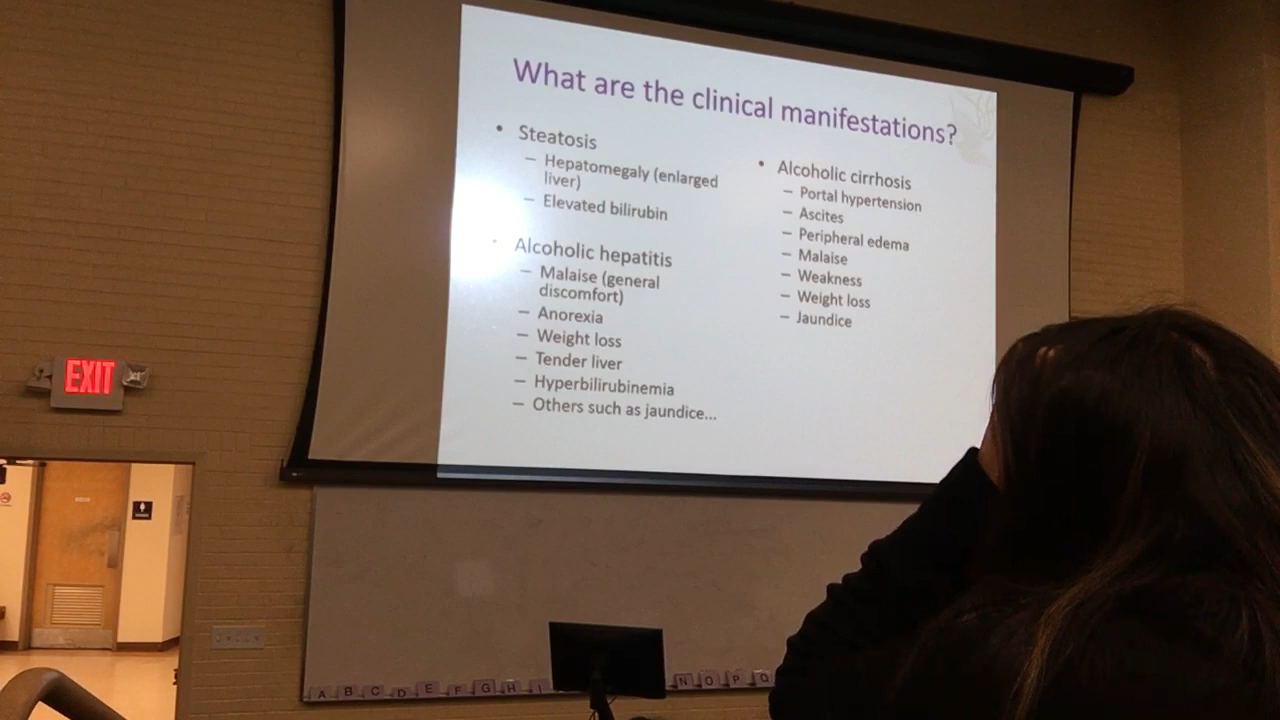 What are the clinical manifestations?
• Steatosis
– Hepatomegaly (enlarged
liver)
– Elevated bilirubin
• Alcoholic hepatitis
– Malaise (general
discomfort)
– Anorexia
– Weight loss
– Tender liver
– Hyperbilirubinemia
– Others such as jaundice...
• Alcoholic cirrhosis
– Portal hypertension
– Ascites
– Peripheral edema
– Malaise
– Weakness
– Weight loss
– Jaundice
EXIT
A B C D E F G H I
N O P Q